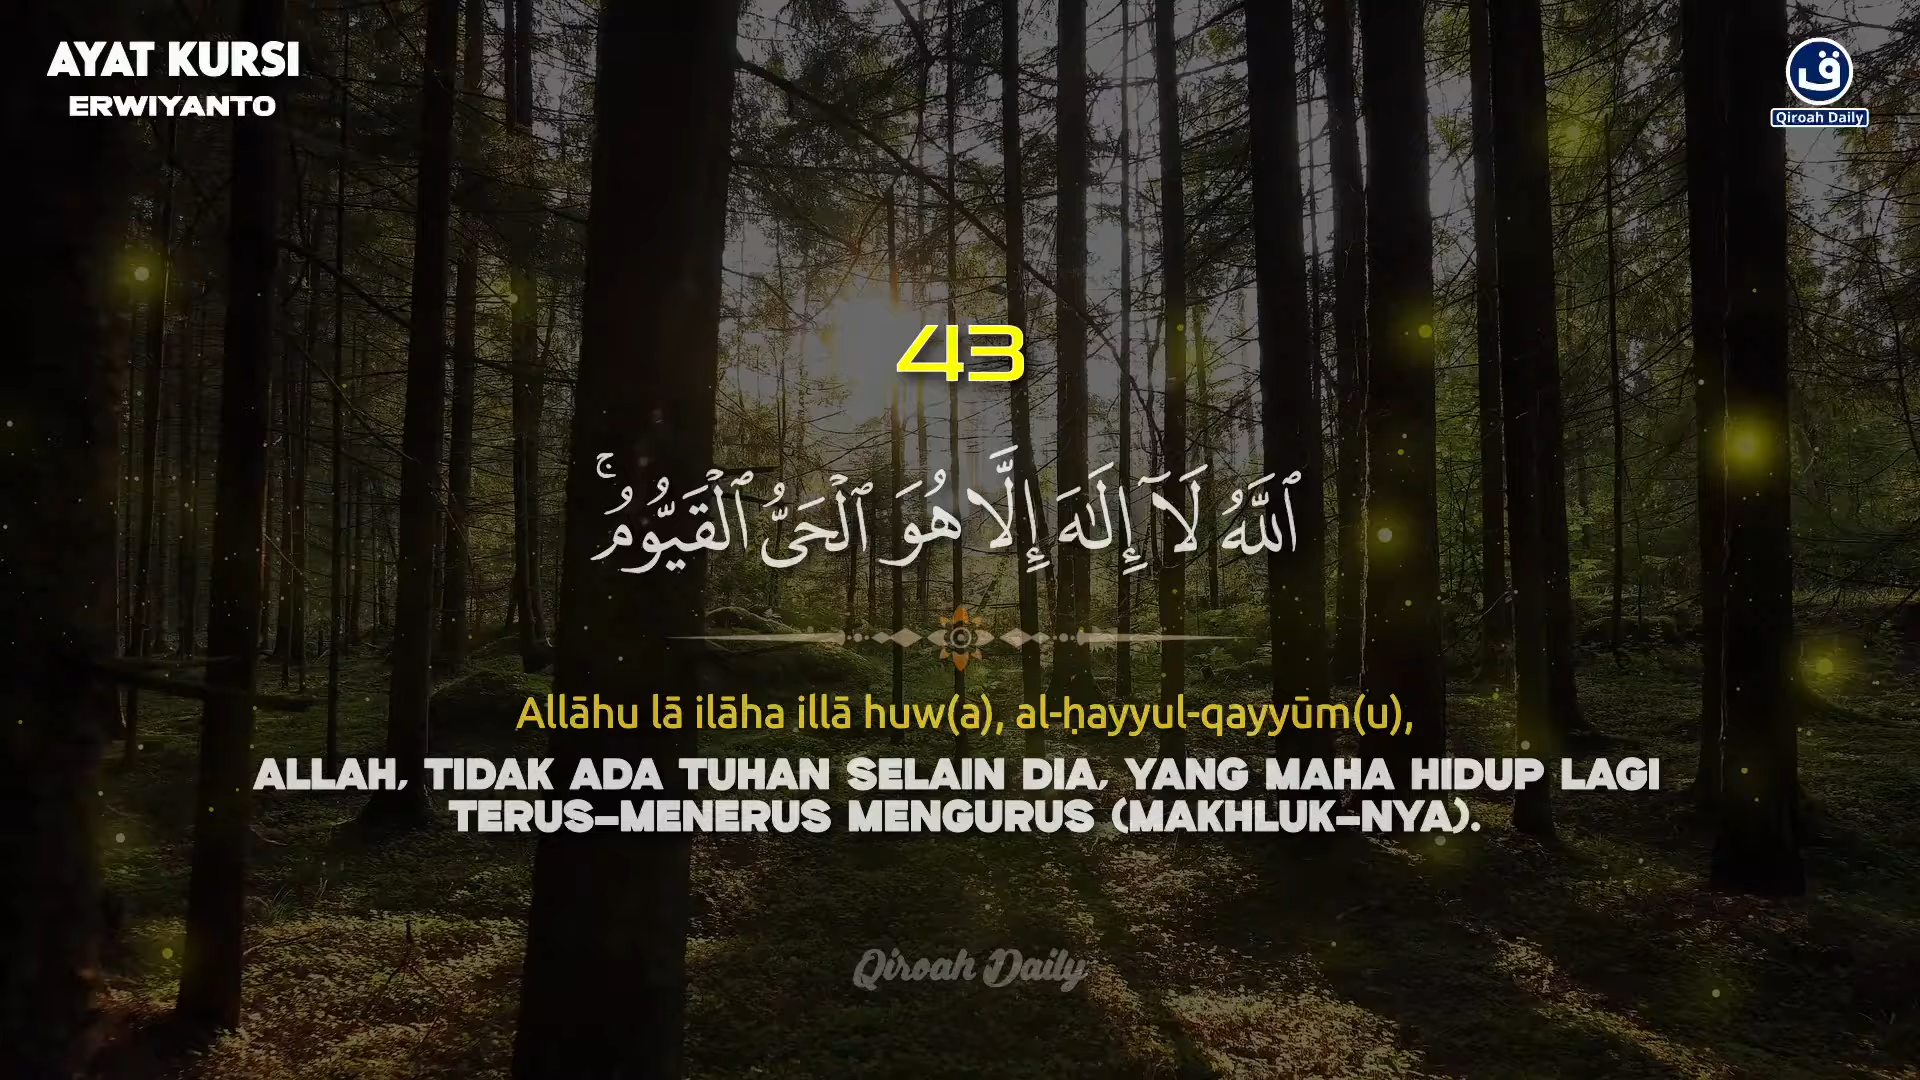 AYAT KURSI
ERWIYANTO
ق
Qiroah Daily
43
ٱللَّهُ لَآ إِلَٰهَ إِلَّا هُوَ ٱلْحَىُّ ٱلْقَيُّومُ ۚ
Allāhu lā ilāha illā huw(a), al-ḥayyul-qayyūm(u),
ALLAH, TIDAK ADA TUHAN SELAIN DIA, YANG MAHA HIDUP LAGI
TERUS-MENERUS MENGURUS (MAKHLUK-NYA).
Qiroah Daily